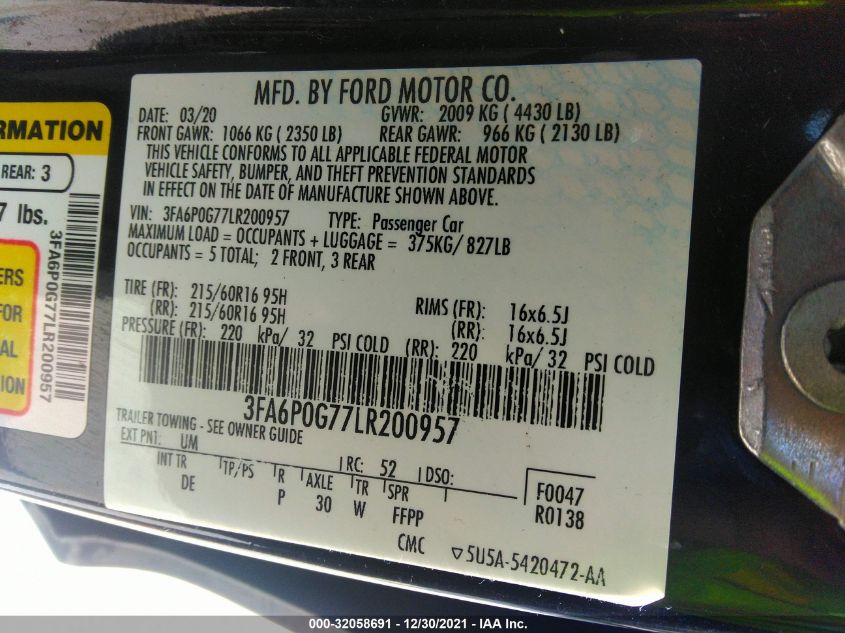 MFD. BY FORD MOTOR CO.
DATE: 03/20 GVWR: 2009 KG ( 4430 LB)
FRONT GAWR: 1066 KG ( 2350 LB) REAR GAWR: 966 KG ( 2130 LB)
THIS VEHICLE CONFORMS TO ALL APPLICABLE FEDERAL MOTOR
VEHICLE SAFETY, BUMPER, AND THEFT PREVENTION STANDARDS
IN EFFECT ON THE DATE OF MANUFACTURE SHOWN ABOVE.
VIN: 3FA6P0G77LR200957 TYPE: Passenger Car
MAXIMUM LOAD = OCCUPANTS + LUGGAGE = 375KG/ 827LB
OCCUPANTS = 5 TOTAL; 2 FRONT, 3 REAR
TIRE (FR): 215/60R16 95H RIMS (FR): 16x6.5J
(RR): 215/60R16 95H (RR): 16x6.5J
PRESSURE (FR): 220 kPa/ 32 PSI COLD (RR): 220 kPa/ 32 PSI COLD
3FA6P0G77LR200957
TRAILER TOWING - SEE OWNER GUIDE
EXT PNT: UM RC: 52 DSO:
INT TR TP/PS R AXLE TR SPR F0047
DE P 30 W FFPP R0138
CMC ▽5U5A-5420472-AA
RMATION
REAR: 3
7 lbs.
3FA6P0G77LR200957
ERS
FOR
AL
ION
000-32058691 - 12/30/2021 - IAA Inc.